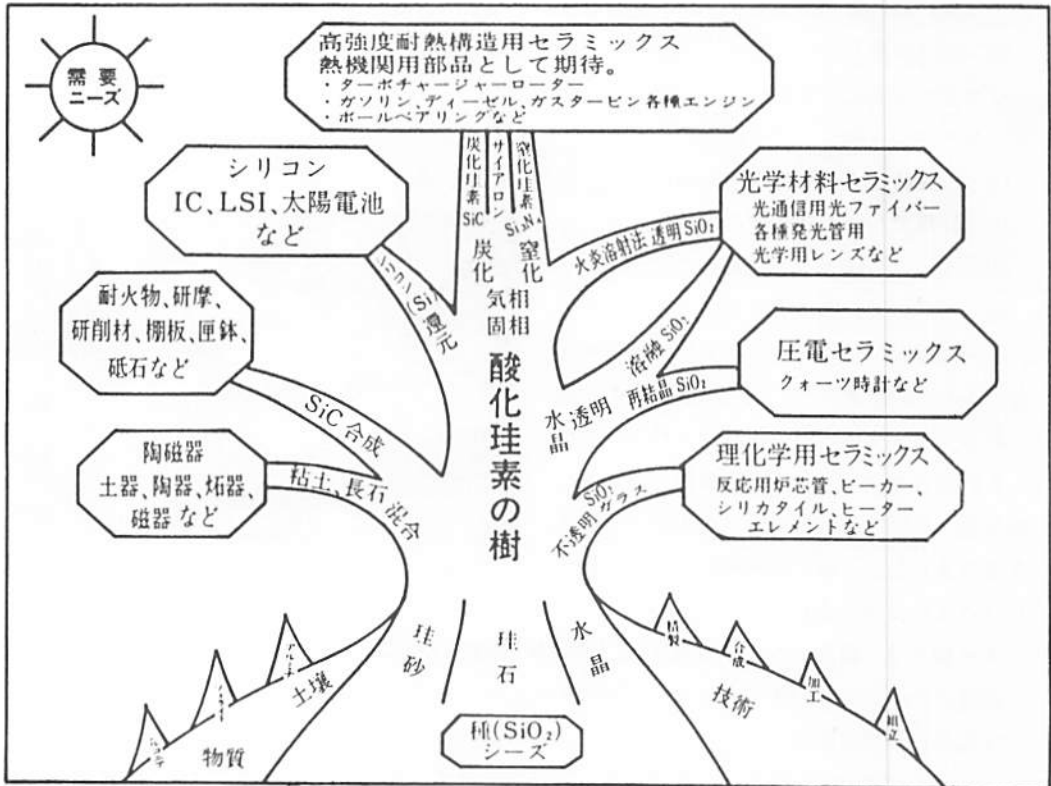 需要
ニーズ
高強度耐熱構造用セラミックス
熱機関用部品として期待。
・ターボチャージャーローター
・ガソリン、ディーゼル、ガスタービン各種エンジン
・ボールベアリングなど
シリコン
IC、LSI、太陽電池
など
耐火物、研摩、
研削材、棚板、匣鉢、
砥石など
陶磁器
土器、陶器、炻器、
磁器など
光学材料セラミックス
光通信用光ファイバー
各種発光管用
光学用レンズなど
圧電セラミックス
クォーツ時計など
理化学用セラミックス
反応用炉芯管、ビーカー、
シリカタイル、ヒーター
エレメントなど
炭化珪素
SiC
サイアロン
窒化珪素
Si₃N₄
炭化
窒化
気相
固相
シリコン(Si)
還元
SiC合成
粘土、長石 混合
火炎溶射法 透明SiO₂
溶融SiO₂
水晶
透明
再結晶SiO₂
SiO₂
不透明ガラス
酸化珪素の樹
珪砂
珪石
水晶
土壌
物質
アルミナ
技術
精製
合成
加工
組立
種(SiO₂)
シーズ